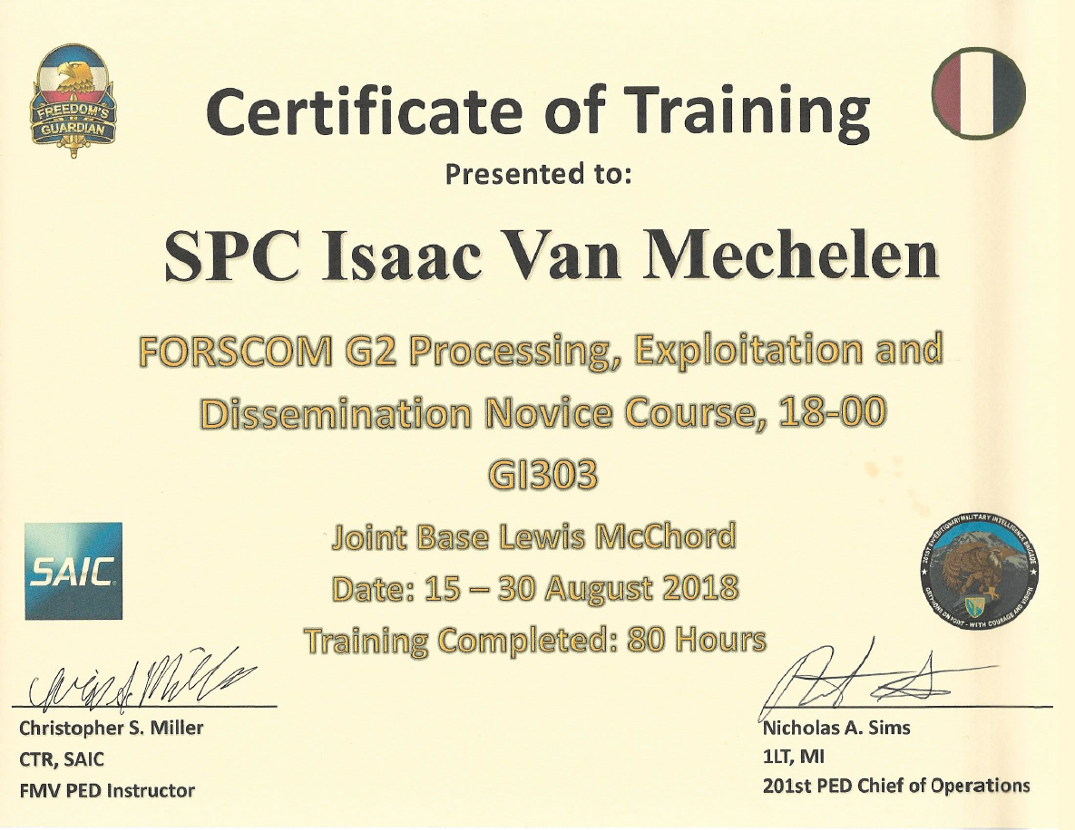 FREEDOM'S
GUARDIAN
Certificate of Training
Presented to:
SPC Isaac Van Mechelen
FORSCOM G2 Processing, Exploitation and
Dissemination Novice Course, 18-00
GI303
Joint Base Lewis McChord
Date: 15 – 30 August 2018
Training Completed: 80 Hours
SAIC
201ST EXPEDITIONARY MILITARY INTELLIGENCE BRIGADE
WITH COURAGE AND VISION
Christopher S. Miller
CTR, SAIC
FMV PED Instructor
Nicholas A. Sims
1LT, MI
201st PED Chief of Operations